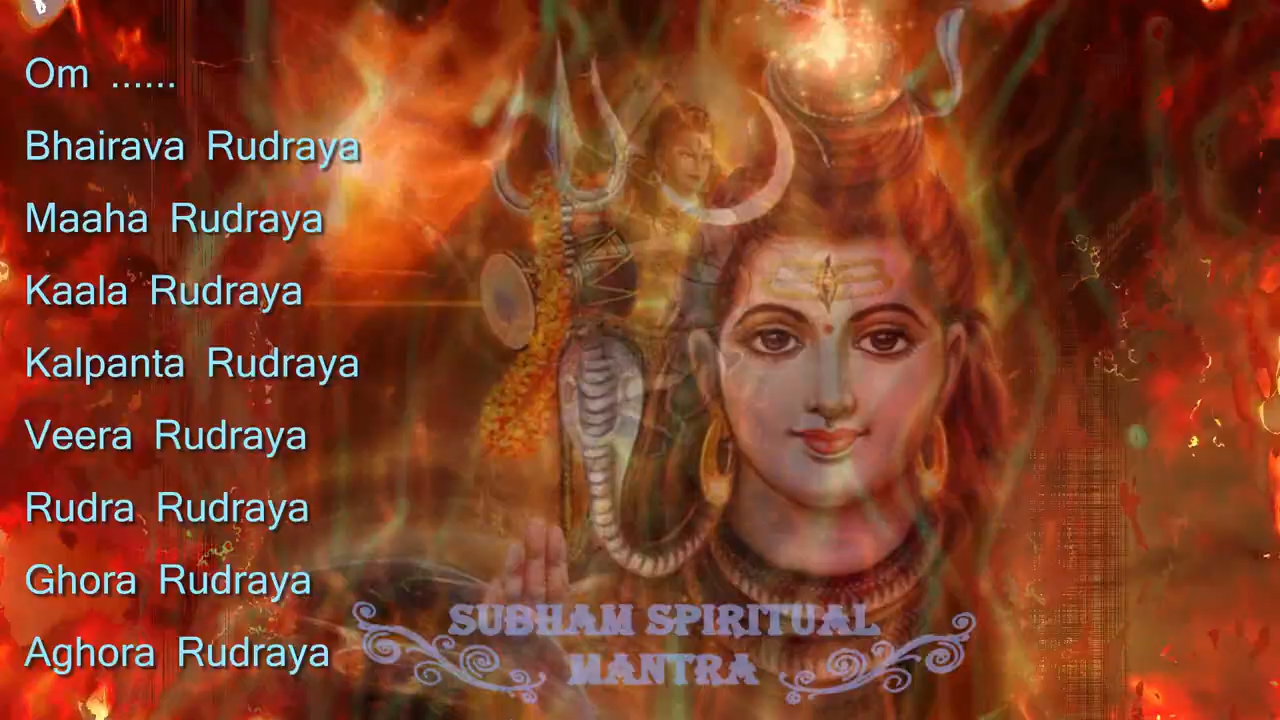 Om ......
Bhairava Rudraya
Maaha Rudraya
Kaala Rudraya
Kalpanta Rudraya
Veera Rudraya
Rudra Rudraya
Ghora Rudraya
Aghora Rudraya
SUBHAM SPIRITUAL
MANTRA